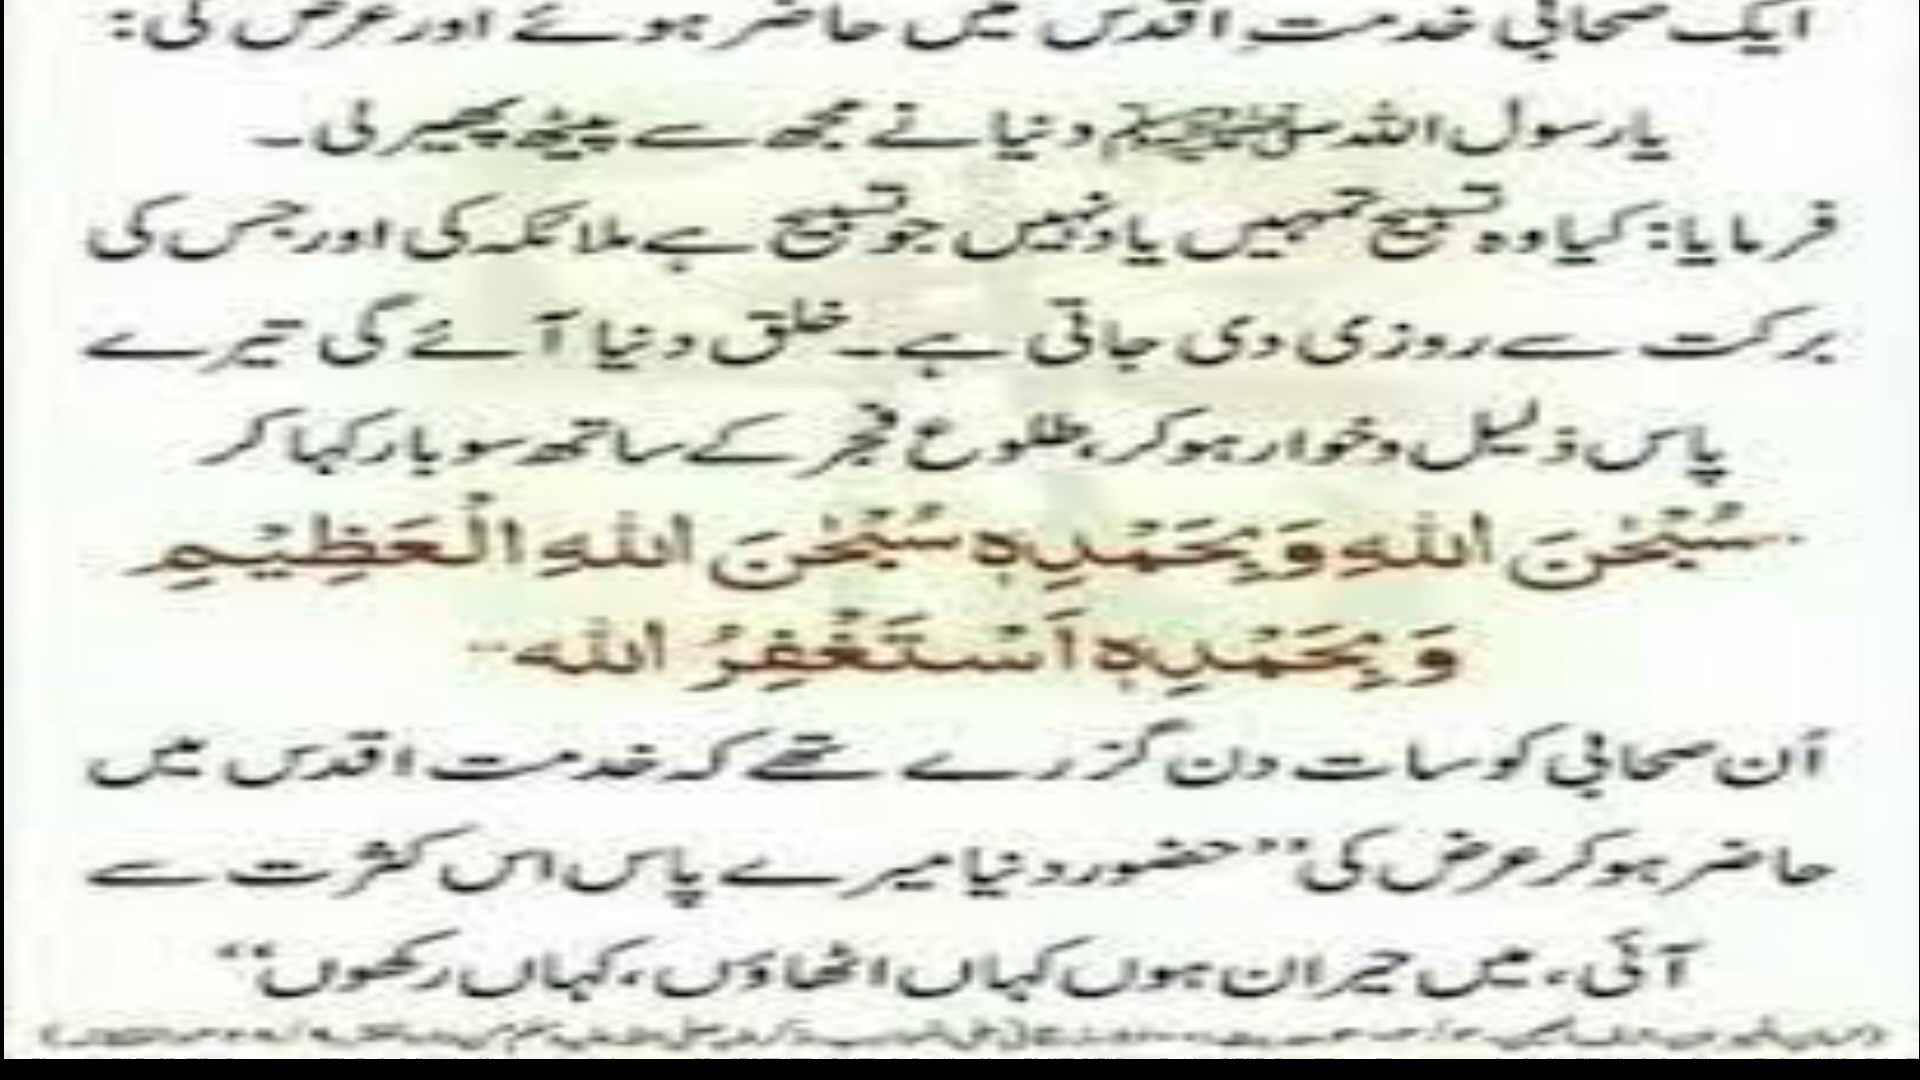 ایک صحابی خدمتِ اقدس میں حاضر ہوئے اور عرض کی:
یارسول اللہ ﷺ دنیا نے مجھ سے پیٹھ پھیر لی۔
فرمایا: کیا وہ تسبیح تمہیں یاد نہیں جو تسبیح ہے ملائکہ کی اور جس کی
برکت سے روزی دی جاتی ہے۔ خلق دنیا آئے گی تیرے
پاس ذلیل و خوار ہو کر، طلوع فجر کے ساتھ سو بار کہا کر
سُبْحٰنَ اللہِ وَبِحَمْدِہٖ سُبْحٰنَ اللہِ الْعَظِیْمِ
وَبِحَمْدِہٖ اَسْتَغْفِرُ اللہ
اُن صحابی کو سات دن گزرے تھے کہ خدمت اقدس میں
حاضر ہو کر عرض کی ”حضور دنیا میرے پاس اس کثرت سے
آئی، میں حیران ہوں کہاں اٹھاؤں، کہاں رکھوں“